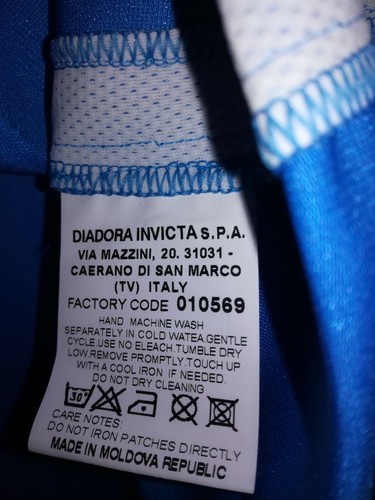 DIADORA INVICTA S.P.A.
VIA MAZZINI, 20. 31031 -
CAERANO DI SAN MARCO
(TV) ITALY
FACTORY CODE 010569
HAND MACHINE WASH
SEPARATELY IN COLD WATEA.GENTLE
CYCLE USE NO ELEACH.TUMBLE DRY
LOW REMOVE PROMPTLY.TOUCH UP
WITH A COOL IRON IF NEEDED.
DO NOT DRY CLEANING
30°
CARE NOTES:
DO NOT IRON PATCHES DIRECTLY
MADE IN MOLDOVA REPUBLIC